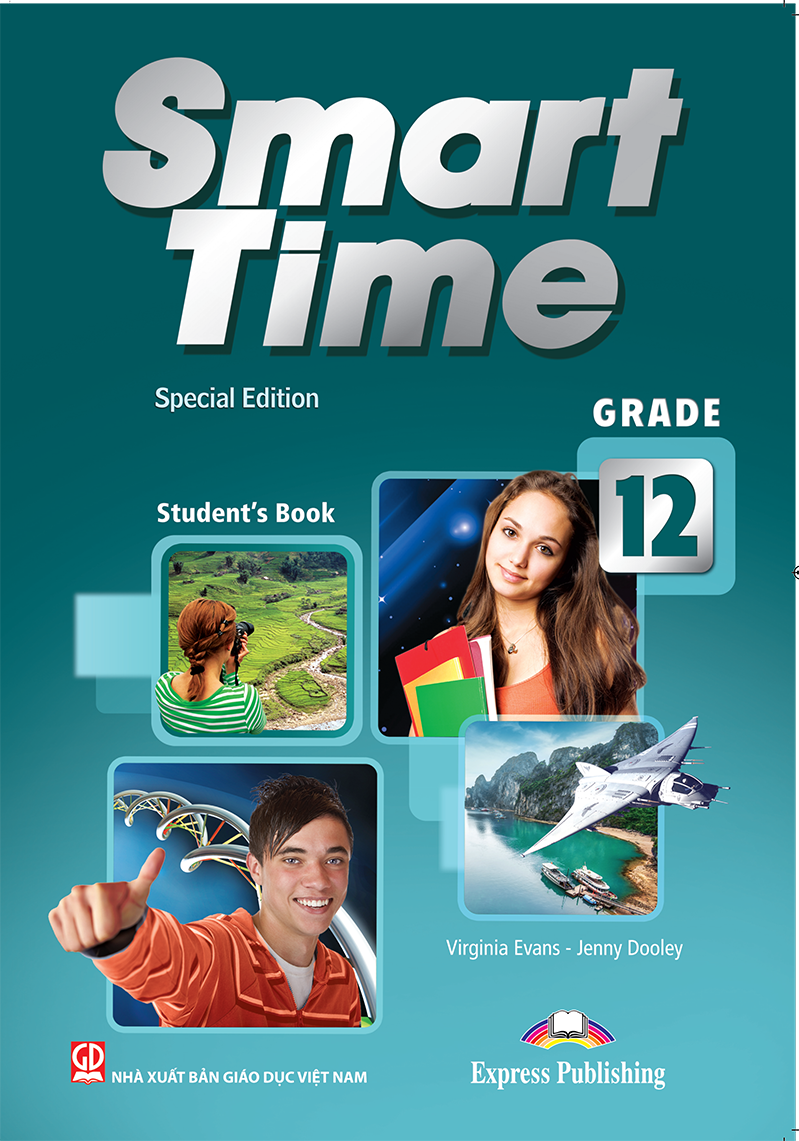 Smart
Time
Special Edition
GRADE
12
Student's Book
Virginia Evans - Jenny Dooley
GD
NHÀ XUẤT BẢN GIÁO DỤC VIỆT NAM
Express Publishing